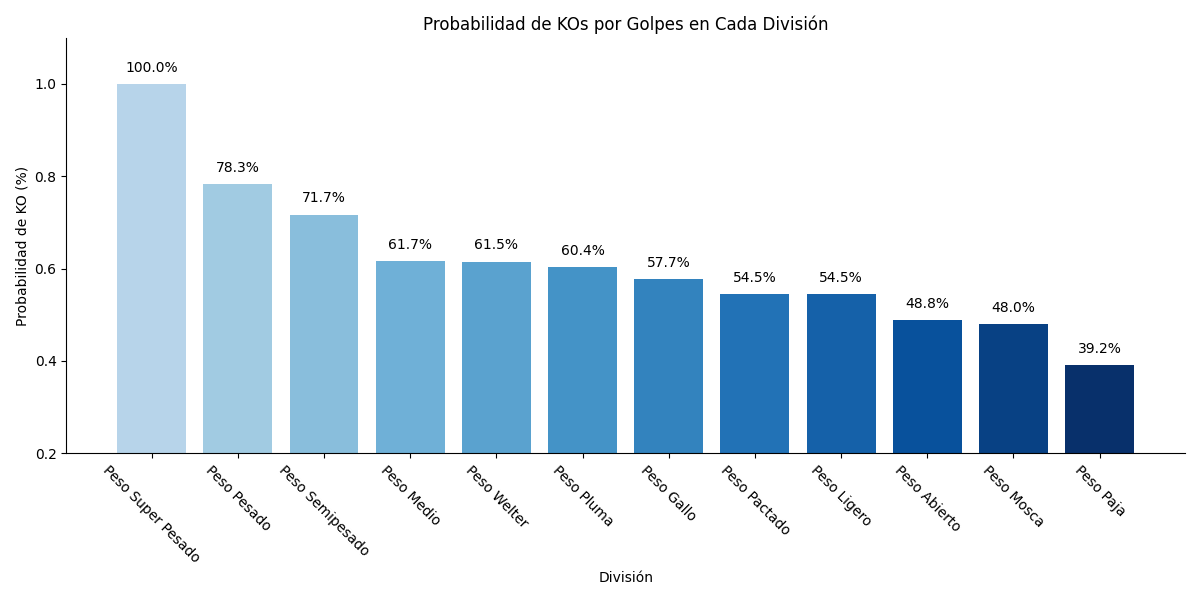 Probabilidad de KOs por Golpes en Cada División
Probabilidad de KO (%)
1.0
0.8
0.6
0.4
0.2
100.0%
78.3%
71.7%
61.7%
61.5%
60.4%
57.7%
54.5%
54.5%
48.8%
48.0%
39.2%
Peso Super Pesado
Peso Pesado
Peso Semipesado
Peso Medio
Peso Welter
Peso Pluma
Peso Gallo
Peso Pactado
Peso Ligero
Peso Abierto
Peso Mosca
Peso Paja
División